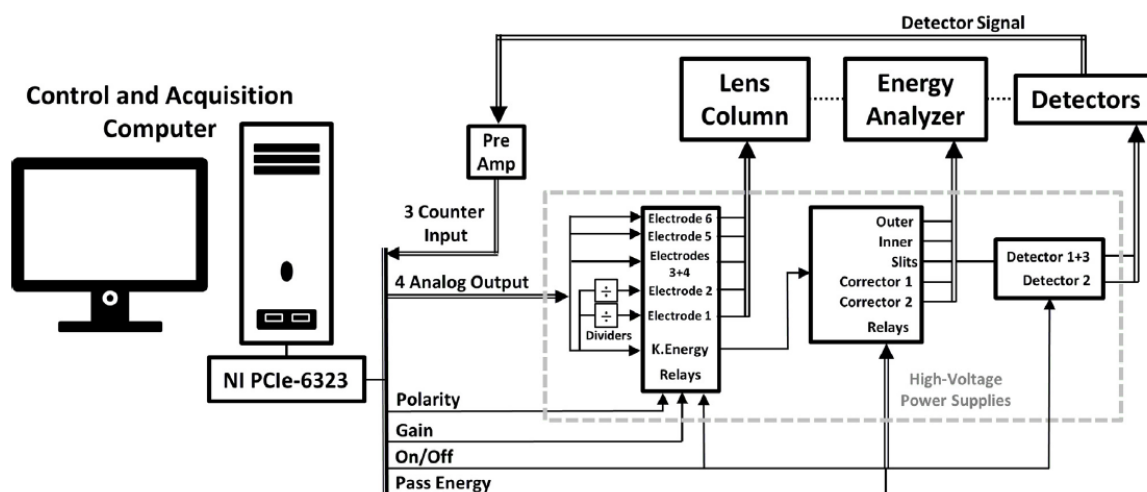 Detector Signal
Control and Acquisition
Computer
Pre
Amp
Lens
Column
Energy
Analyzer
Detectors
3 Counter
Input
4 Analog Output
NI PCIe-6323
Electrode 6
Electrode 5
Electrodes
3+4
÷
Electrode 2
÷
Electrode 1
Dividers
K.Energy
Relays
Outer
Inner
Slits
Corrector 1
Corrector 2
Relays
Detector 1+3
Detector 2
High-Voltage
Power Supplies
Polarity
Gain
On/Off
Pass Energy